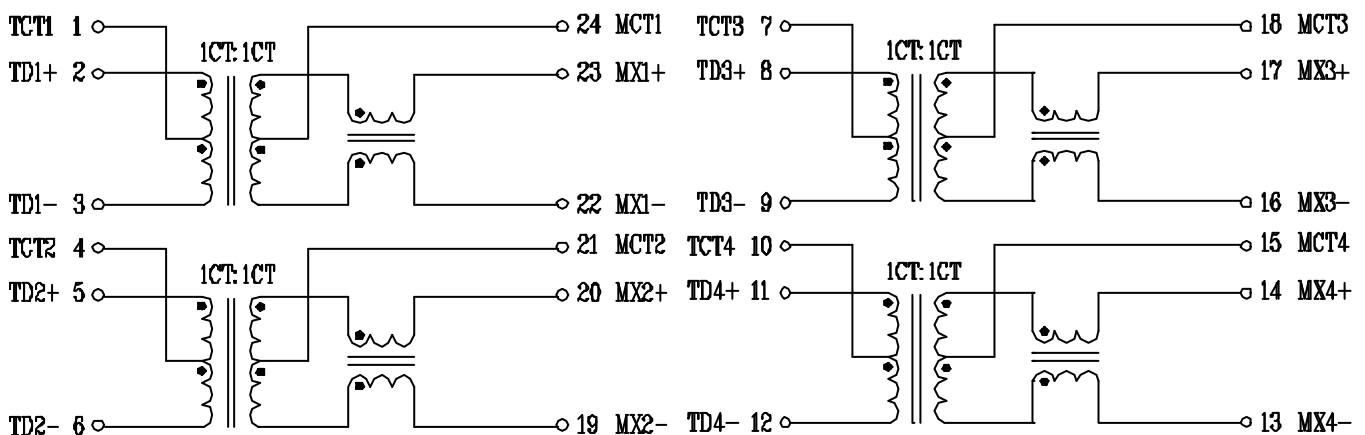 TCT1 1 24 MCT1 TCT3 7 18 MCT3
1CT:1CT 1CT:1CT
TD1+ 2 23 MX1+ TD3+ 8 17 MX3+
TD1- 3 22 MX1- TD3- 9 16 MX3-
TCT2 4 21 MCT2 TCT4 10 15 MCT4
1CT:1CT 1CT:1CT
TD2+ 5 20 MX2+ TD4+ 11 14 MX4+
TD2- 6 19 MX2- TD4- 12 13 MX4-